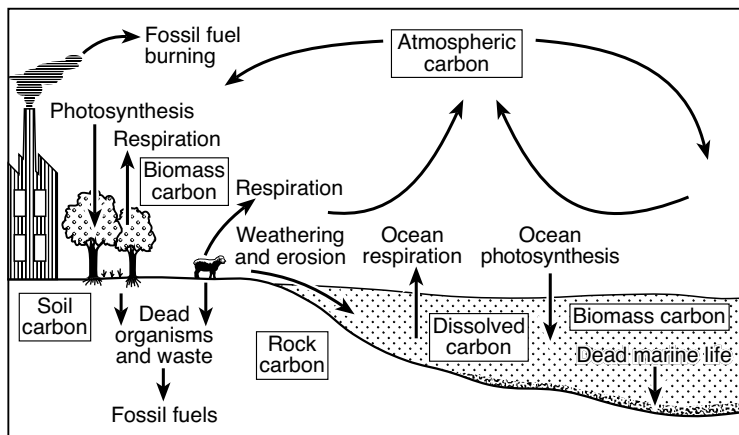 Fossil fuel
burning
Atmospheric
carbon
Photosynthesis
Respiration
Biomass
carbon
Respiration
Weathering
and erosion
Ocean
respiration
Ocean
photosynthesis
Soil
carbon
Dead
organisms
and waste
Rock
carbon
Dissolved
carbon
Biomass carbon
Dead marine life
Fossil fuels